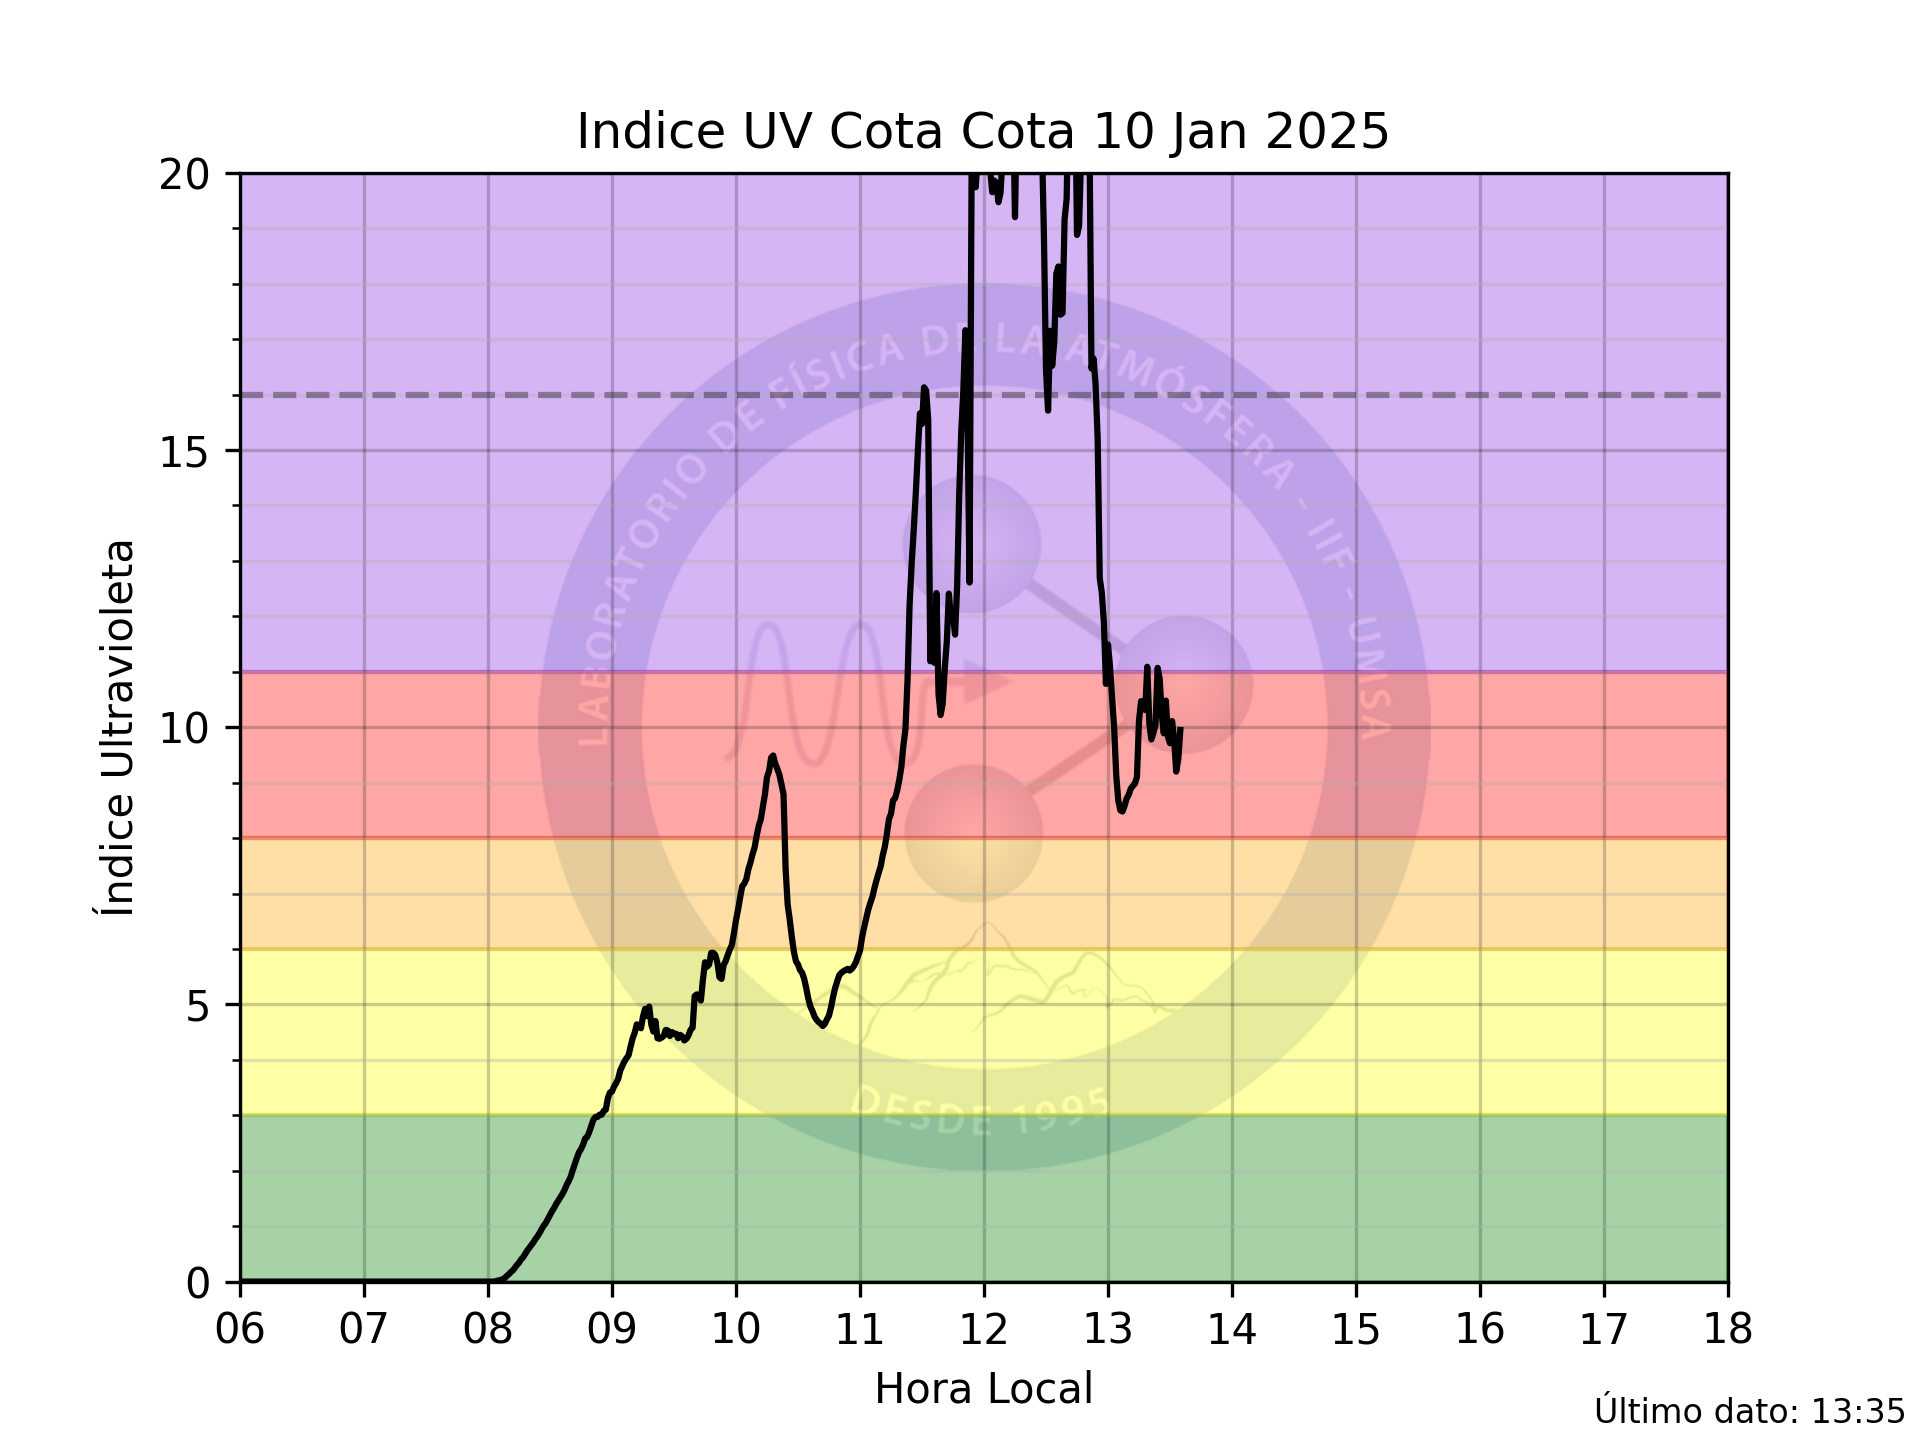 Indice UV Cota Cota 10 Jan 2025
20
15
10
5
0
Índice Ultravioleta
LABORATORIO DE FÍSICA DE LA ATMÓSFERA - IIF - UMSA
DESDE 1995
06 07 08 09 10 11 12 13 14 15 16 17 18
Hora Local
Último dato: 13:35